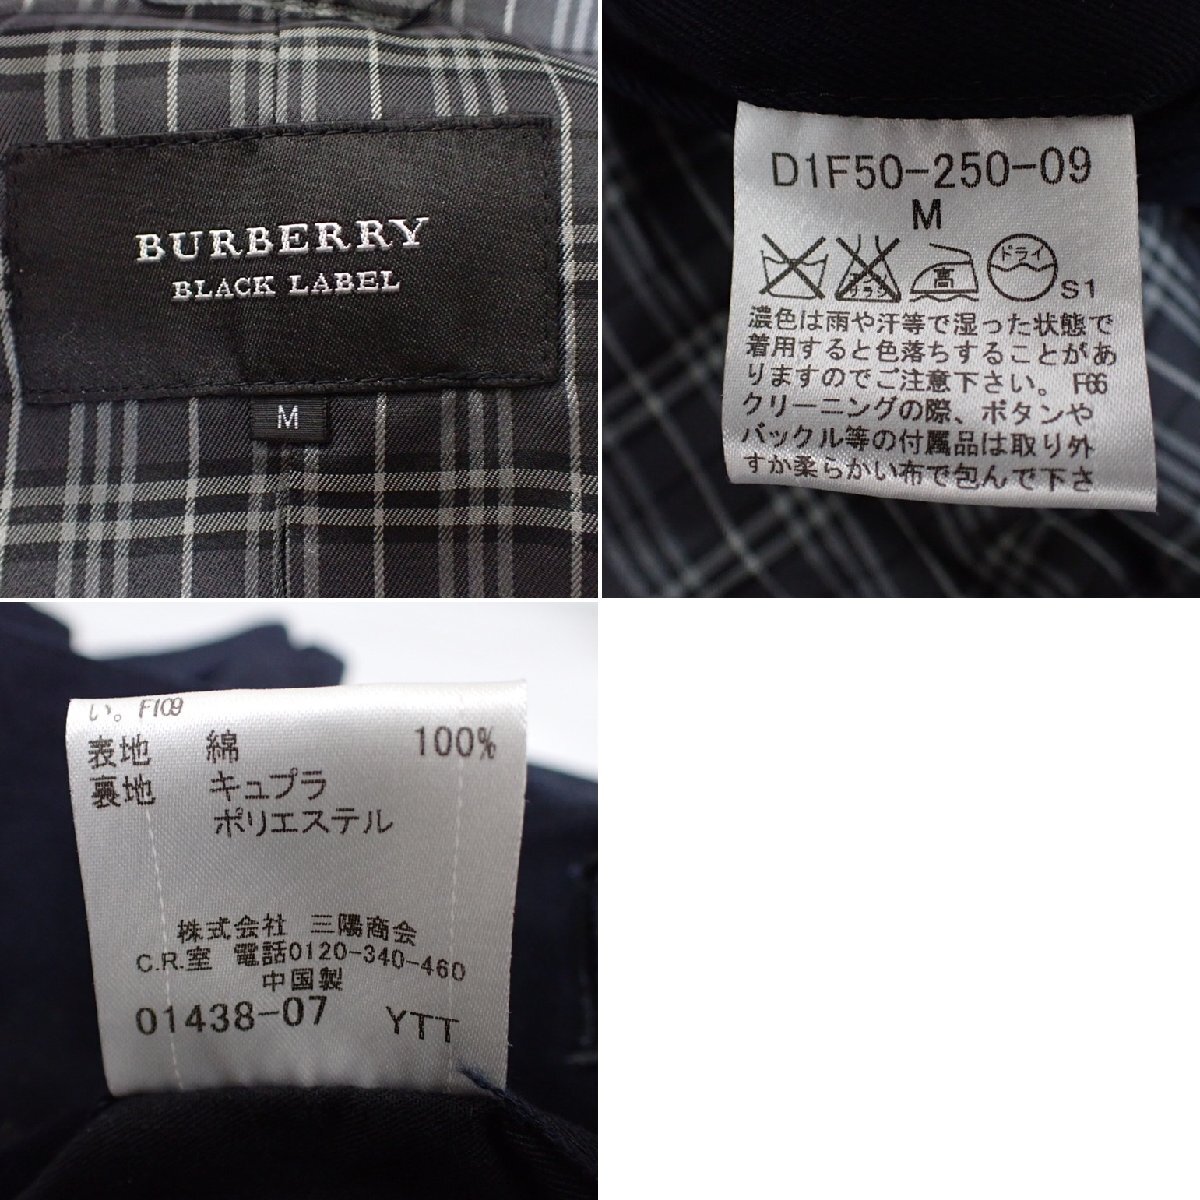 BURBERRY
BLACK LABEL
M
D1F50-250-09
M
高
ドライ
S1
濃色は雨や汗等で湿った状態で
着用すると色落ちすることがあ
りますのでご注意下さい。 F66
クリーニングの際、ボタンや
バックル等の付属品は取り外
すか柔らかい布で包んで下さ
い。F109
表地 綿 100%
裏地 キュプラ
ポリエステル
株式会社 三陽商会
C.R.室 電話0120-340-460
中国製
01438-07 YTT